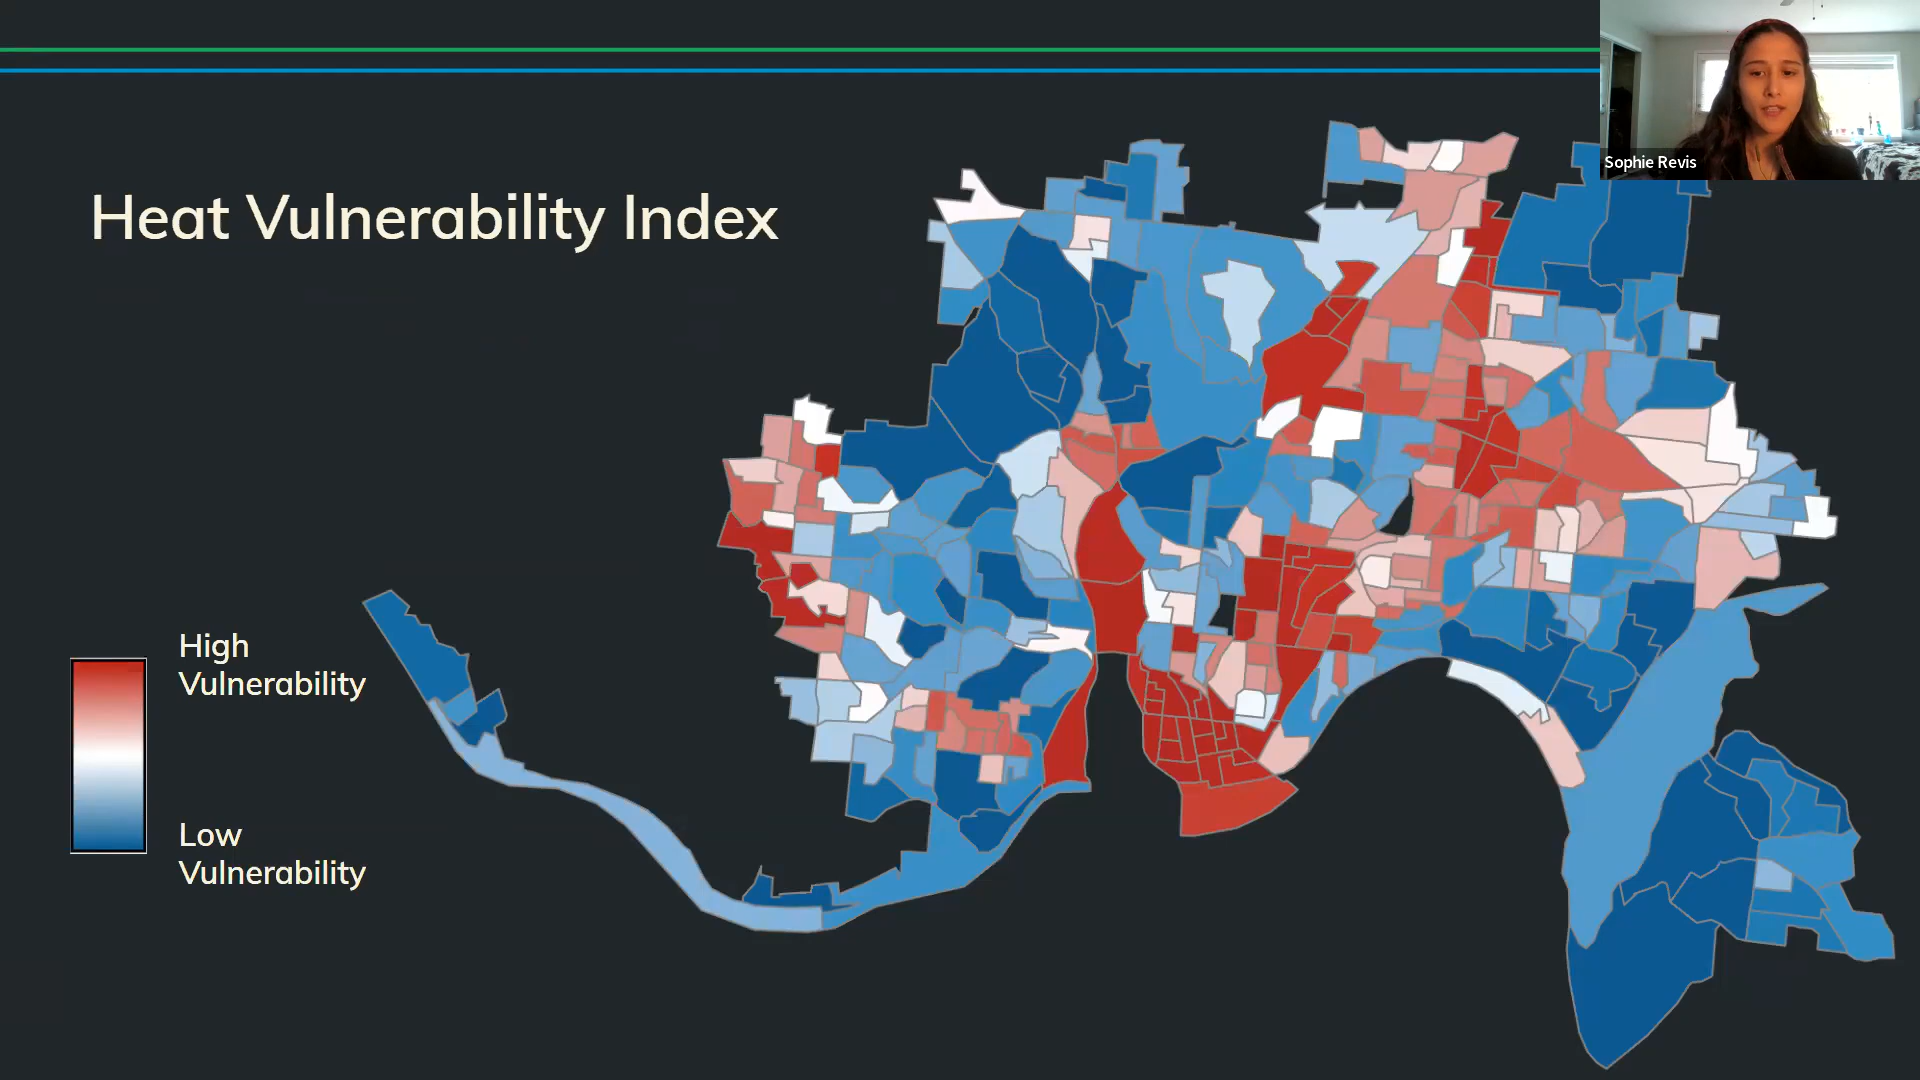 Sophie Revis
Heat Vulnerability Index
High
Vulnerability
Low
Vulnerability